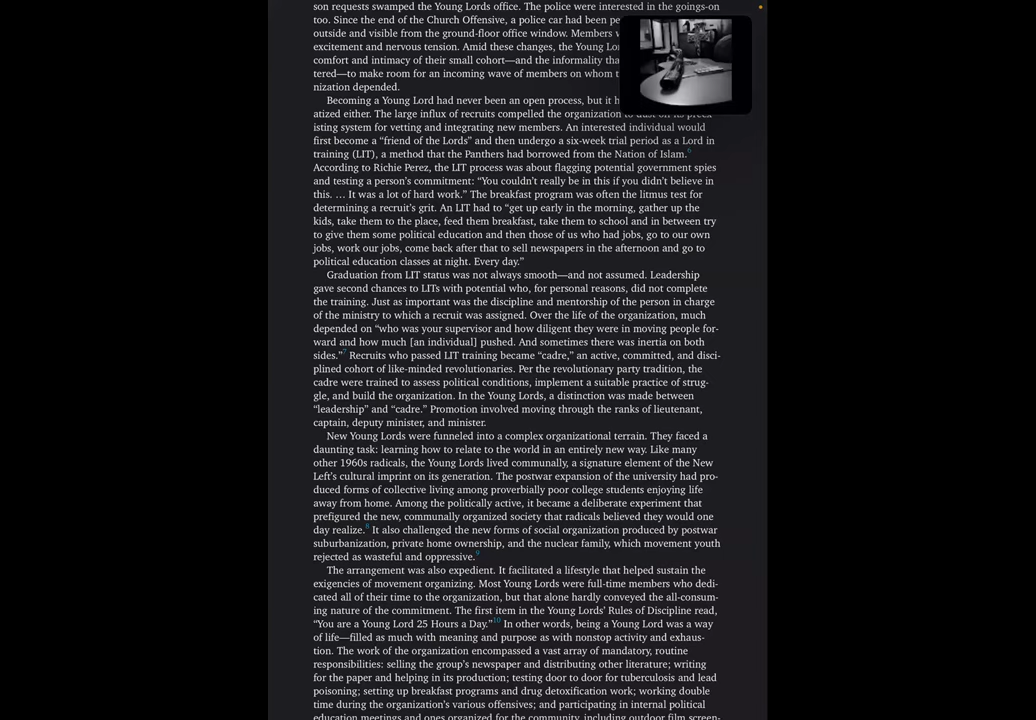 son requests swamped the Young Lords office. The police were interested in the goings-on
too. Since the end of the Church Offensive, a police car had been pe
outside and visible from the ground-floor office window. Members
excitement and nervous tension. Amid these changes, the Young Lo
comfort and intimacy of their small cohort—and the informality tha
tered—to make room for an incoming wave of members on whom t
nization depended.
Becoming a Young Lord had never been an open process, but it h
atized either. The large influx of recruits compelled the organization to dust off its preex-
isting system for vetting and integrating new members. An interested individual would
first become a “friend of the Lords” and then undergo a six-week trial period as a Lord in
training (LIT), a method that the Panthers had borrowed from the Nation of Islam.6
According to Richie Perez, the LIT process was about flagging potential government spies
and testing a person’s commitment: “You couldn’t really be in this if you didn’t believe in
this. … It was a lot of hard work.” The breakfast program was often the litmus test for
determining a recruit’s grit. An LIT had to “get up early in the morning, gather up the
kids, take them to the place, feed them breakfast, take them to school and in between try
to give them some political education and then those of us who had jobs, go to our own
jobs, work our jobs, come back after that to sell newspapers in the afternoon and go to
political education classes at night. Every day.”
Graduation from LIT status was not always smooth—and not assumed. Leadership
gave second chances to LITs with potential who, for personal reasons, did not complete
the training. Just as important was the discipline and mentorship of the person in charge
of the ministry to which a recruit was assigned. Over the life of the organization, much
depended on “who was your supervisor and how diligent they were in moving people for-
ward and how much [an individual] pushed. And sometimes there was inertia on both
sides.”7 Recruits who passed LIT training became “cadre,” an active, committed, and disci-
plined cohort of like-minded revolutionaries. Per the revolutionary party tradition, the
cadre were trained to assess political conditions, implement a suitable practice of strug-
gle, and build the organization. In the Young Lords, a distinction was made between
“leadership” and “cadre.” Promotion involved moving through the ranks of lieutenant,
captain, deputy minister, and minister.
New Young Lords were funneled into a complex organizational terrain. They faced a
daunting task: learning how to relate to the world in an entirely new way. Like many
other 1960s radicals, the Young Lords lived communally, a signature element of the New
Left’s cultural imprint on its generation. The postwar expansion of the university had pro-
duced forms of collective living among proverbially poor college students enjoying life
away from home. Among the politically active, it became a deliberate experiment that
prefigured the new, communally organized society that radicals believed they would one
day realize.8 It also challenged the new forms of social organization produced by postwar
suburbanization, private home ownership, and the nuclear family, which movement youth
rejected as wasteful and oppressive.9
The arrangement was also expedient. It facilitated a lifestyle that helped sustain the
exigencies of movement organizing. Most Young Lords were full-time members who dedi-
cated all of their time to the organization, but that alone hardly conveyed the all-consum-
ing nature of the commitment. The first item in the Young Lords’ Rules of Discipline read,
“You are a Young Lord 25 Hours a Day.”10 In other words, being a Young Lord was a way
of life—filled as much with meaning and purpose as with nonstop activity and exhaus-
tion. The work of the organization encompassed a vast array of mandatory, routine
responsibilities: selling the group’s newspaper and distributing other literature; writing
for the paper and helping in its production; testing door to door for tuberculosis and lead
poisoning; setting up breakfast programs and drug detoxification work; working double
time during the organization’s various offensives; and participating in internal political
education meetings and ones organized for the community, including outdoor film screen-